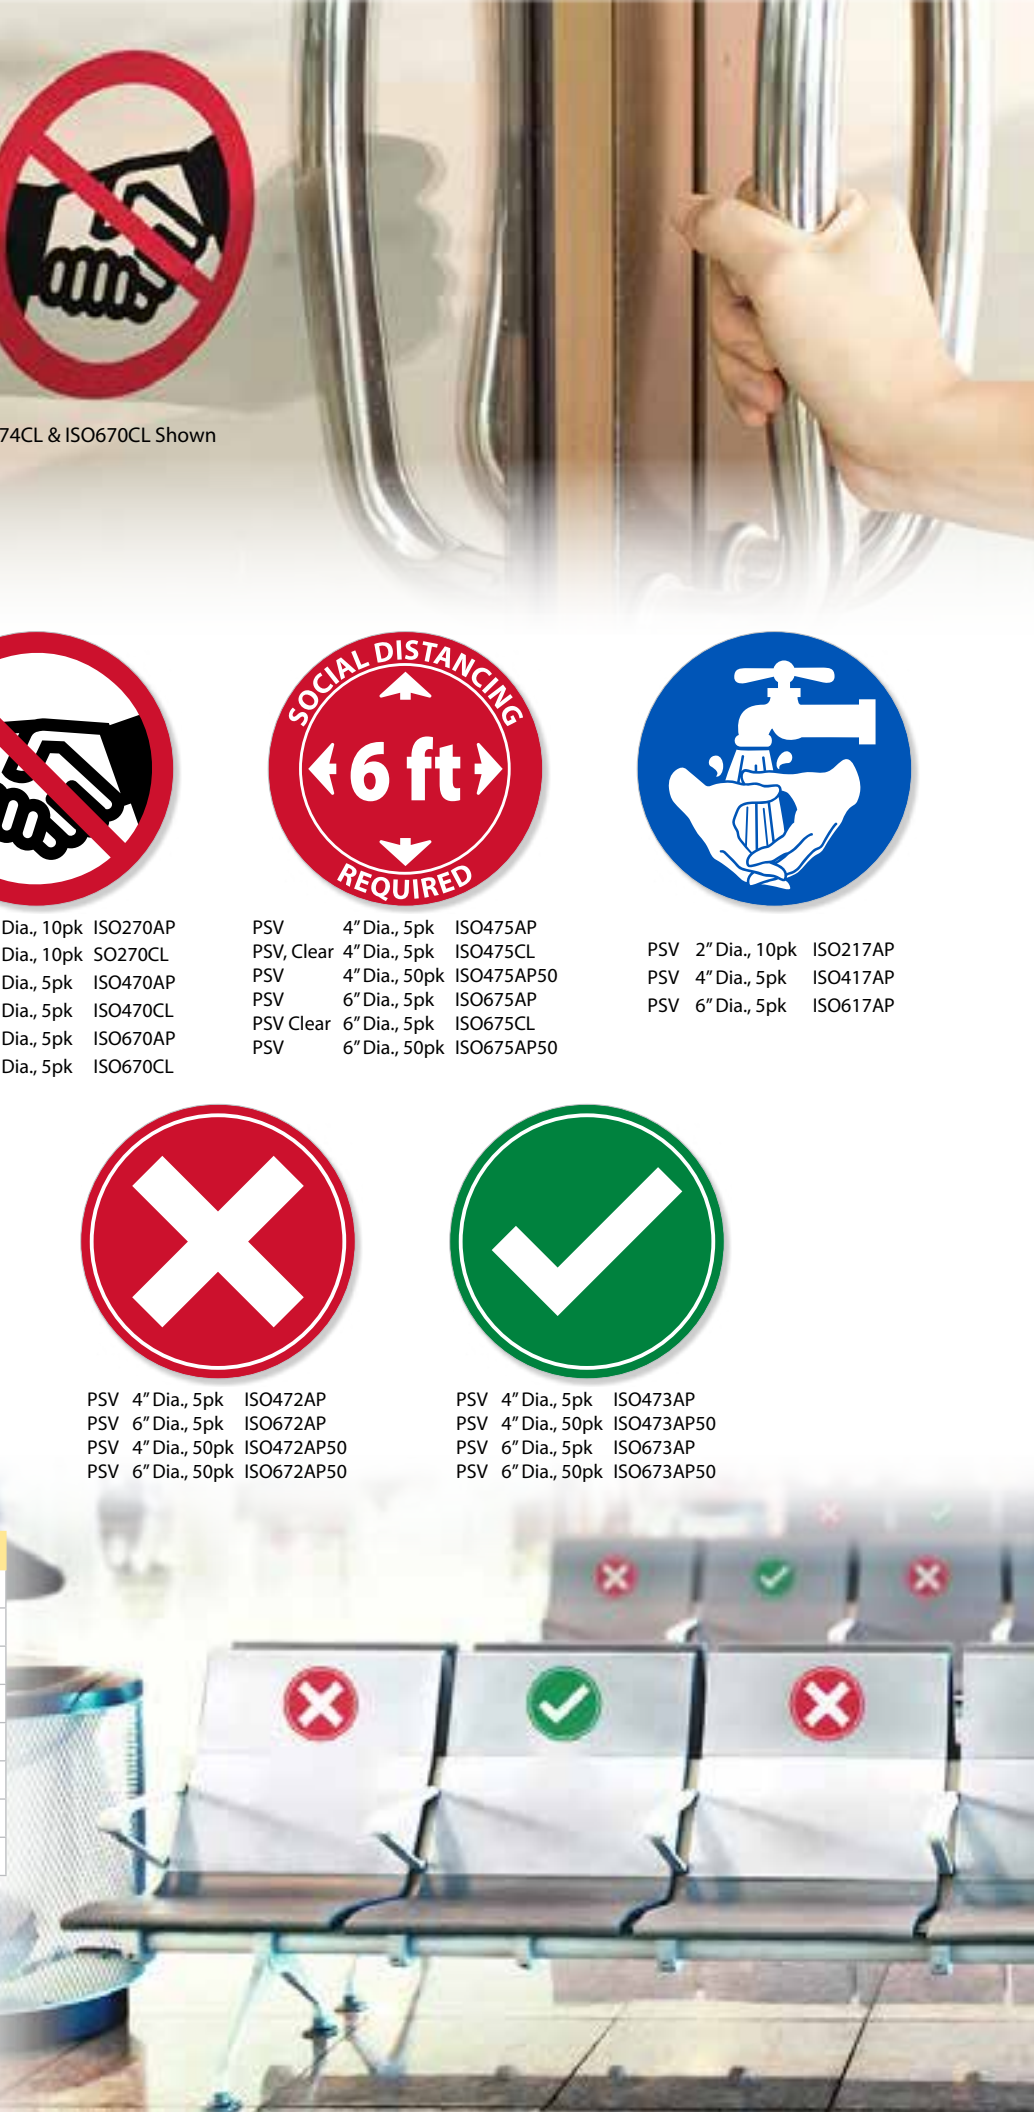 74CL & ISO670CL Shown
SOCIAL DISTANCING
6 ft
REQUIRED
Dia., 10pk ISO270AP
Dia., 10pk SO270CL
Dia., 5pk ISO470AP
Dia., 5pk ISO470CL
Dia., 5pk ISO670AP
Dia., 5pk ISO670CL
PSV 4” Dia., 5pk ISO475AP
PSV, Clear 4” Dia., 5pk ISO475CL
PSV 4” Dia., 50pk ISO475AP50
PSV 6” Dia., 5pk ISO675AP
PSV Clear 6” Dia., 5pk ISO675CL
PSV 6” Dia., 50pk ISO675AP50
PSV 2” Dia., 10pk ISO217AP
PSV 4” Dia., 5pk ISO417AP
PSV 6” Dia., 5pk ISO617AP
PSV 4” Dia., 5pk ISO472AP
PSV 6” Dia., 5pk ISO672AP
PSV 4” Dia., 50pk ISO472AP50
PSV 6” Dia., 50pk ISO672AP50
PSV 4” Dia., 5pk ISO473AP
PSV 4” Dia., 50pk ISO473AP50
PSV 6” Dia., 5pk ISO673AP
PSV 6” Dia., 50pk ISO673AP50